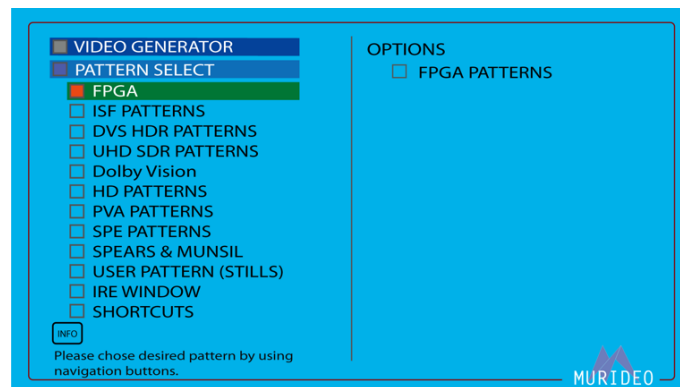 VIDEO GENERATOR
PATTERN SELECT
FPGA
ISF PATTERNS
DVS HDR PATTERNS
UHD SDR PATTERNS
Dolby Vision
HD PATTERNS
PVA PATTERNS
SPE PATTERNS
SPEARS & MUNSIL
USER PATTERN (STILLS)
IRE WINDOW
SHORTCUTS
INFO
Please chose desired pattern by using
navigation buttons.
OPTIONS
FPGA PATTERNS
MURIDEO